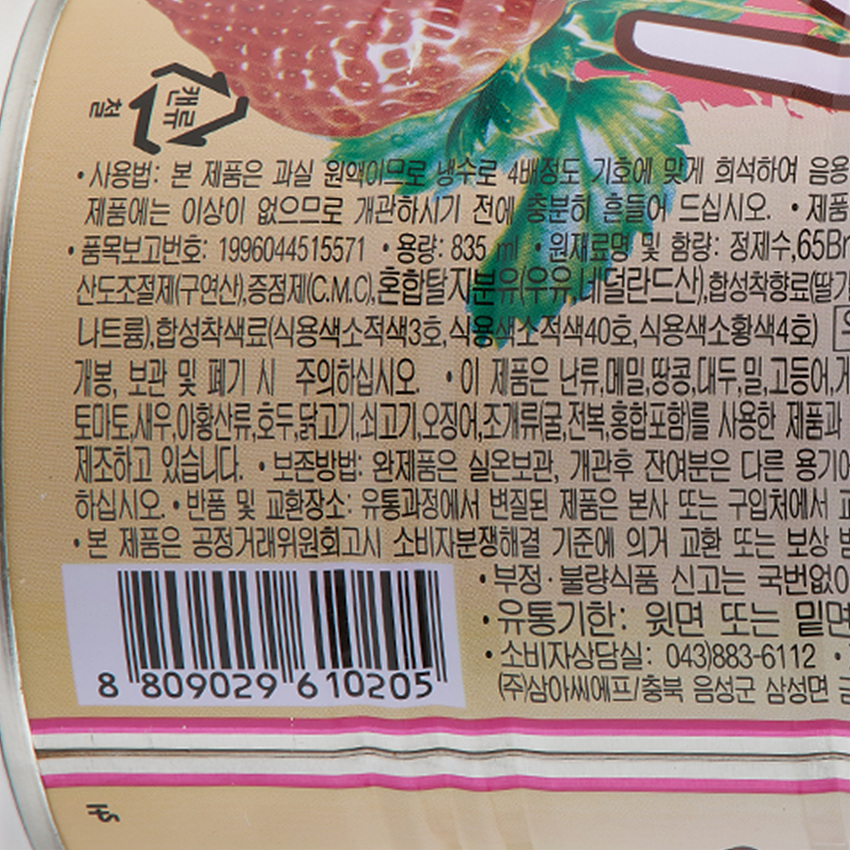 캔류
철
• 사용법: 본 제품은 과실 원액이므로 냉수로 4배정도 기호에 맞게 희석하여 음용
제품에는 이상이 없으므로 개관하시기 전에 충분히 흔들어 드십시오. • 제품
• 품목보고번호: 1996044515571 • 용량: 835 ml • 원재료명 및 함량: 정제수,65Br
산도조절제(구연산),증점제(C.M.C),혼합탈지분유(우유,네덜란드산),합성착향료(딸기
나트륨),합성착색료(식용색소적색3호,식용색소적색40호,식용색소황색4호)
개봉, 보관 및 폐기 시 주의하십시오. • 이 제품은 난류,메밀,땅콩,대두,밀,고등어,게
토마토,새우,아황산류,호두,닭고기,쇠고기,오징어,조개류(굴,전복,홍합포함)를 사용한 제품과
제조하고 있습니다. • 보존방법: 완제품은 실온보관, 개관후 잔여분은 다른 용기에
하십시오. • 반품 및 교환장소: 유통과정에서 변질된 제품은 본사 또는 구입처에서 교
• 본 제품은 공정거래위원회고시 소비자분쟁해결 기준에 의거 교환 또는 보상
• 부정 · 불량식품 신고는 국번없이
• 유통기한: 윗면 또는 밑면
• 소비자상담실: 043)883-6112 •
(주)삼아씨에프/충북 음성군 삼성면
8 809029 610205